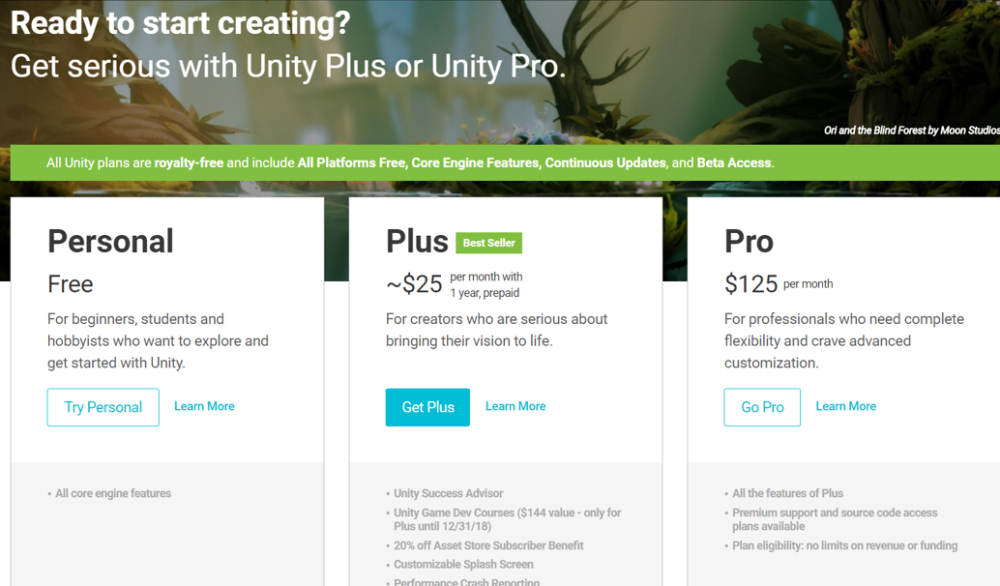 Ready to start creating?
Get serious with Unity Plus or Unity Pro.
Ori and the Blind Forest by Moon Studios
All Unity plans are royalty-free and include All Platforms Free, Core Engine Features, Continuous Updates, and Beta Access.
Personal
Free
For beginners, students and
hobbyists who want to explore and
get started with Unity.
Try Personal Learn More
• All core engine features
Plus Best Seller
~$25 per month with
1 year, prepaid
For creators who are serious about
bringing their vision to life.
Get Plus Learn More
• Unity Success Advisor
• Unity Game Dev Courses ($144 value - only for
Plus until 12/31/18)
• 20% off Asset Store Subscriber Benefit
• Customizable Splash Screen
• Performance Crash Reporting
Pro
$125 per month
For professionals who need complete
flexibility and crave advanced
customization.
Go Pro Learn More
• All the features of Plus
• Premium support and source code access
plans available
• Plan eligibility: no limits on revenue or funding